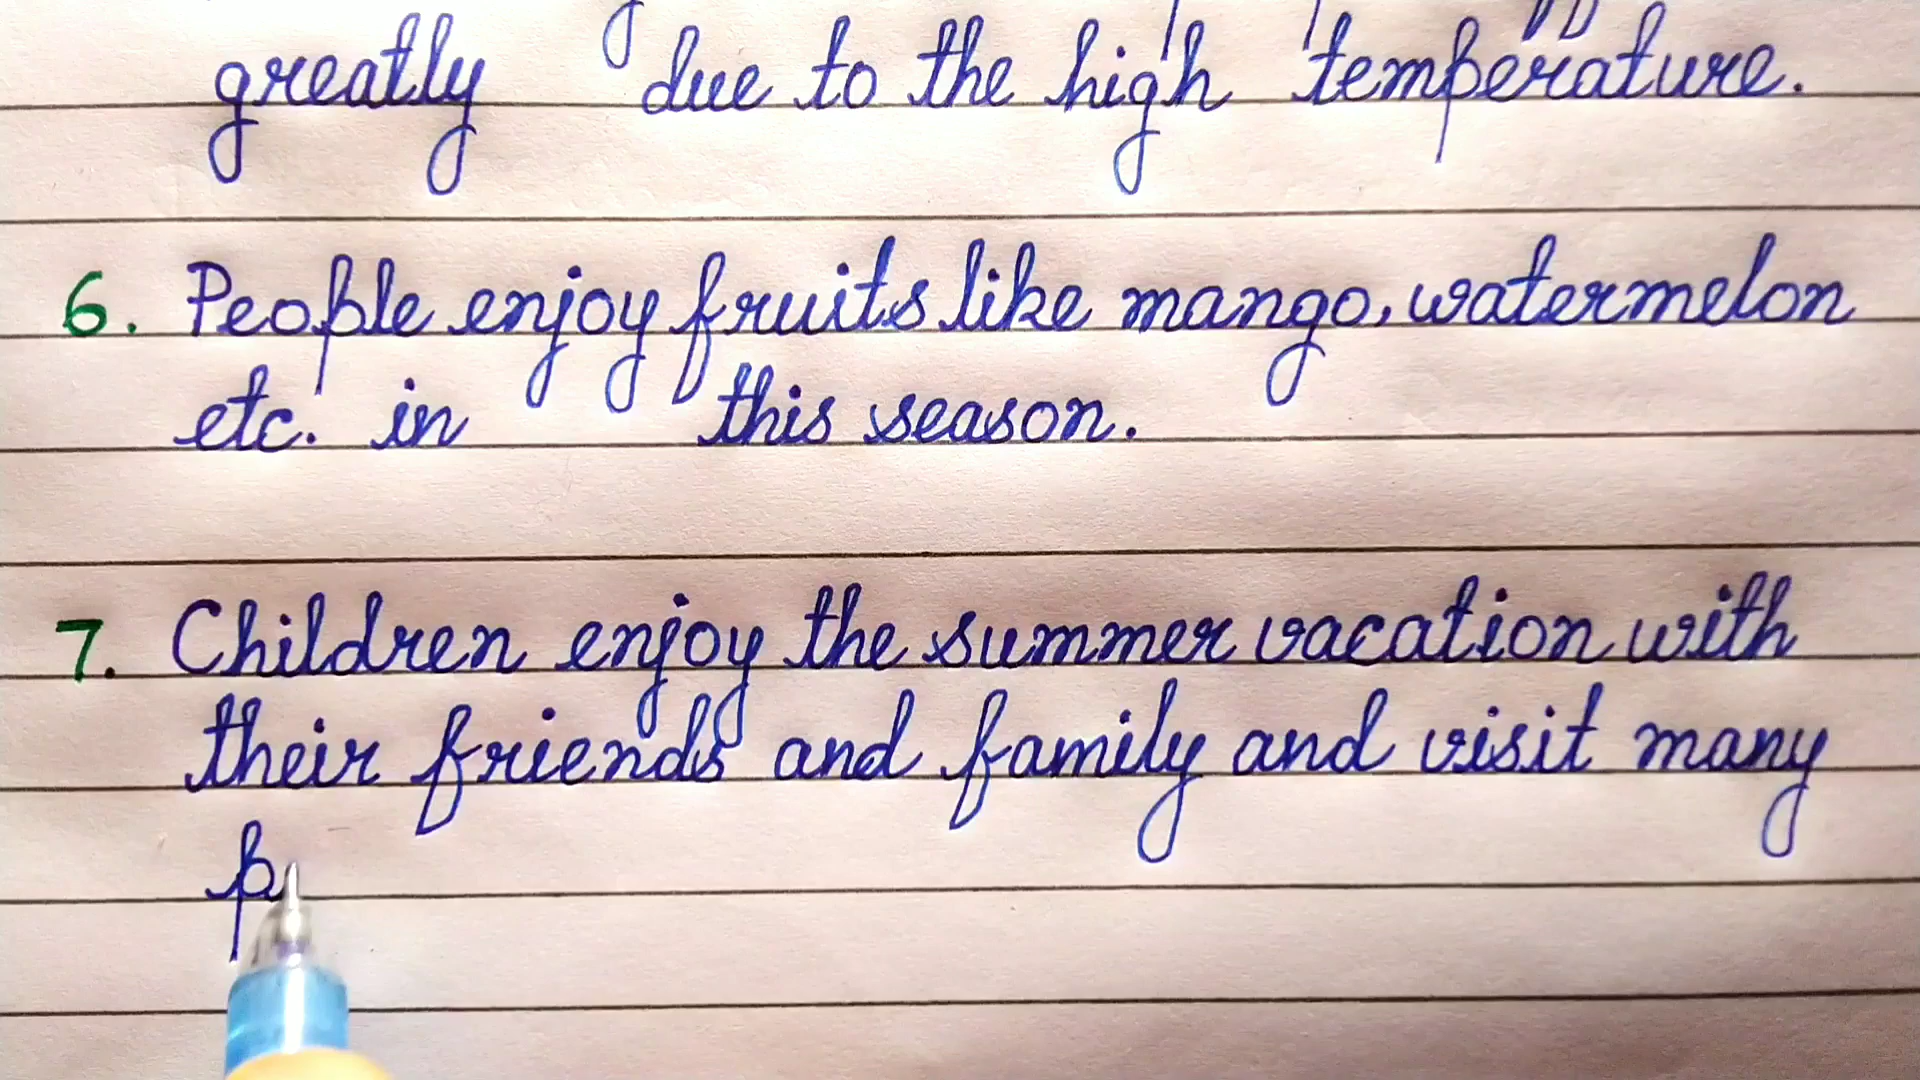 greatly due to the high temperature.
6. People enjoy fruits like mango, watermelon
etc. in this season.
7. Children enjoy the summer vacation with
their friends and family and visit many
p